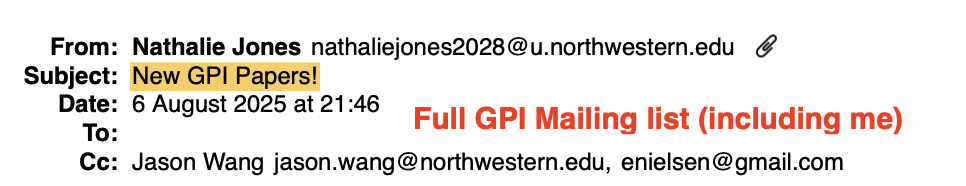 From: Nathalie Jones nathaliejones2028@u.northwestern.edu
Subject: New GPI Papers!
Date: 6 August 2025 at 21:46
Full GPI Mailing list (including me)
To:
Cc: Jason Wang jason.wang@northwestern.edu, enielsen@gmail.com